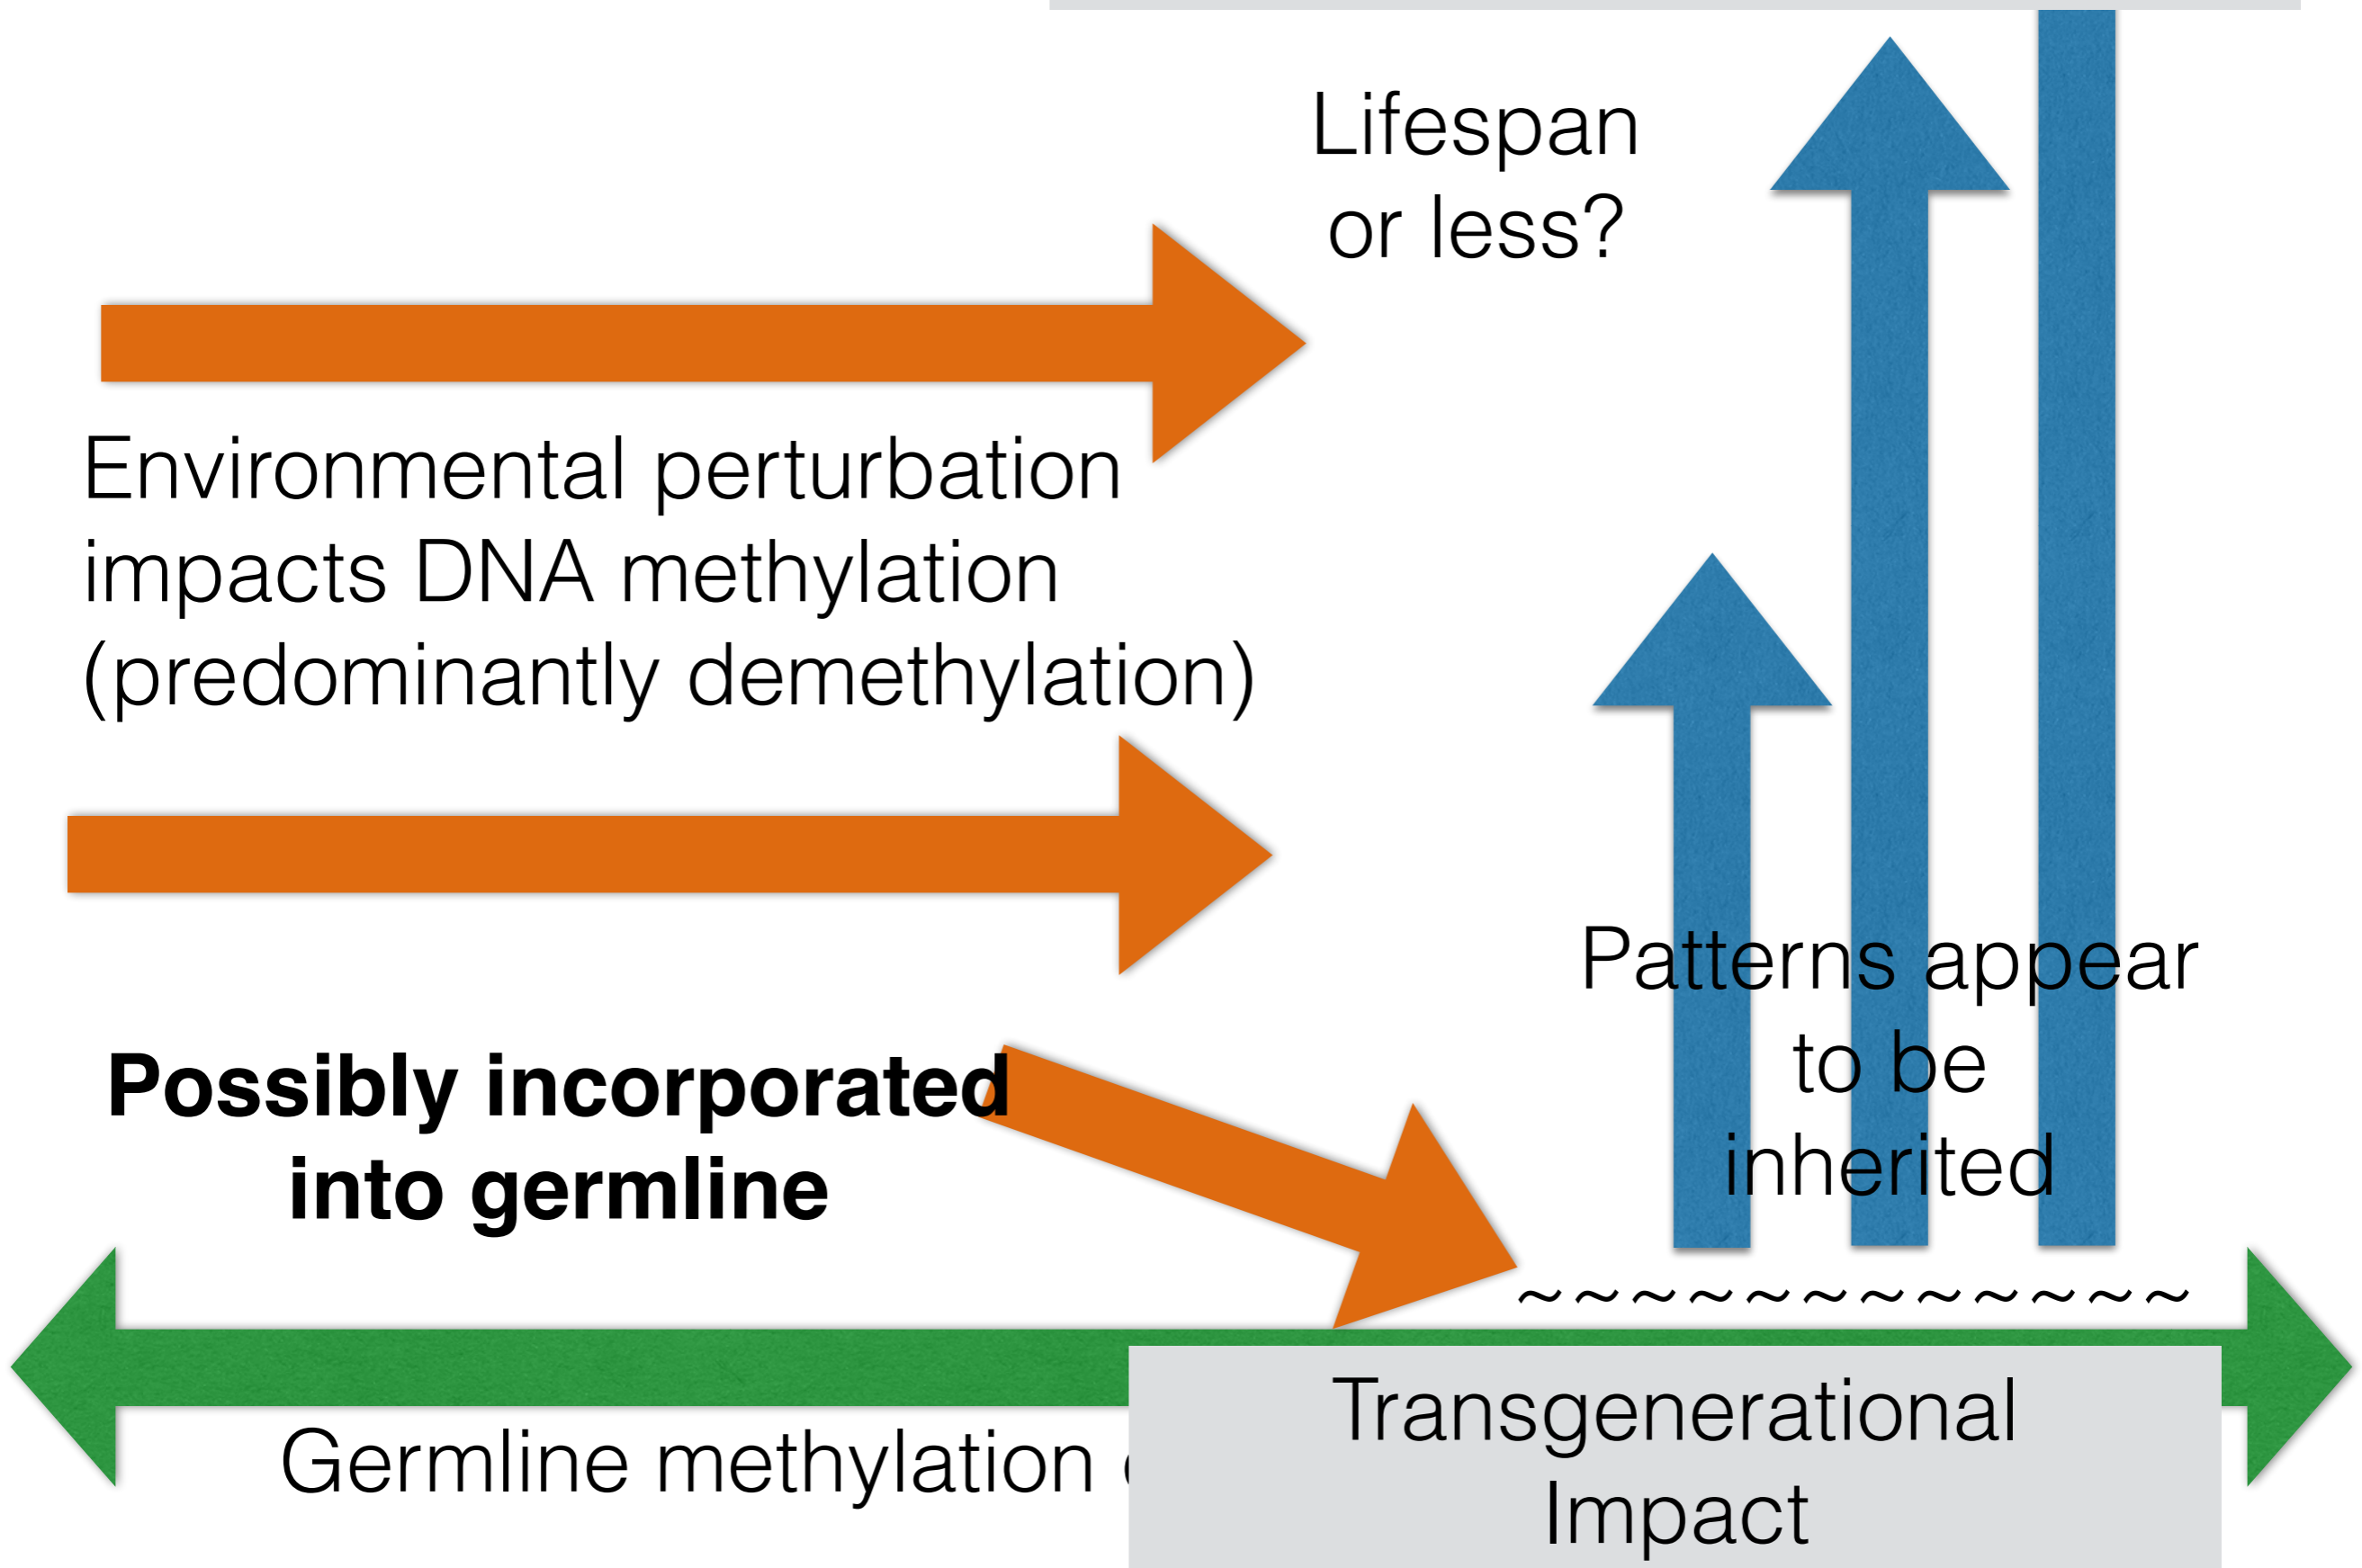 Lifespan
or less?
Environmental perturbation
impacts DNA methylation
(predominantly demethylation)
Patterns appear
to be
inherited
Possibly incorporated
into germline
~~~~~~~~~~~~
Germline methylation
Transgenerational
Impact